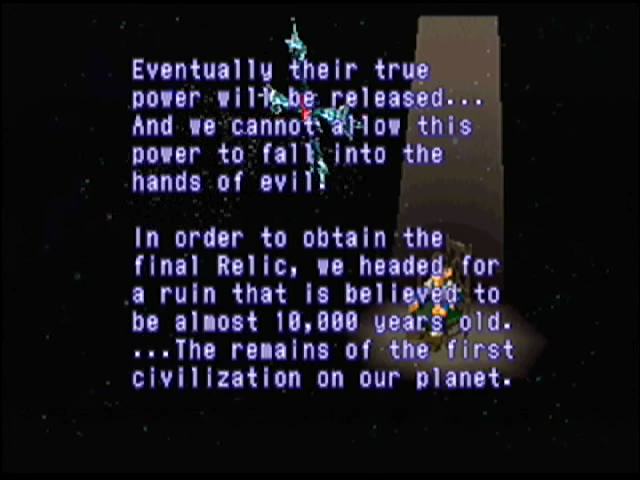 Eventually their true
power will be released...
And we cannot allow this
power to fall into the
hands of evil.
In order to obtain the
final Relic, we headed for
a ruin that is believed to
be almost 10,000 years old.
...The remains of the first
civilization on our planet.